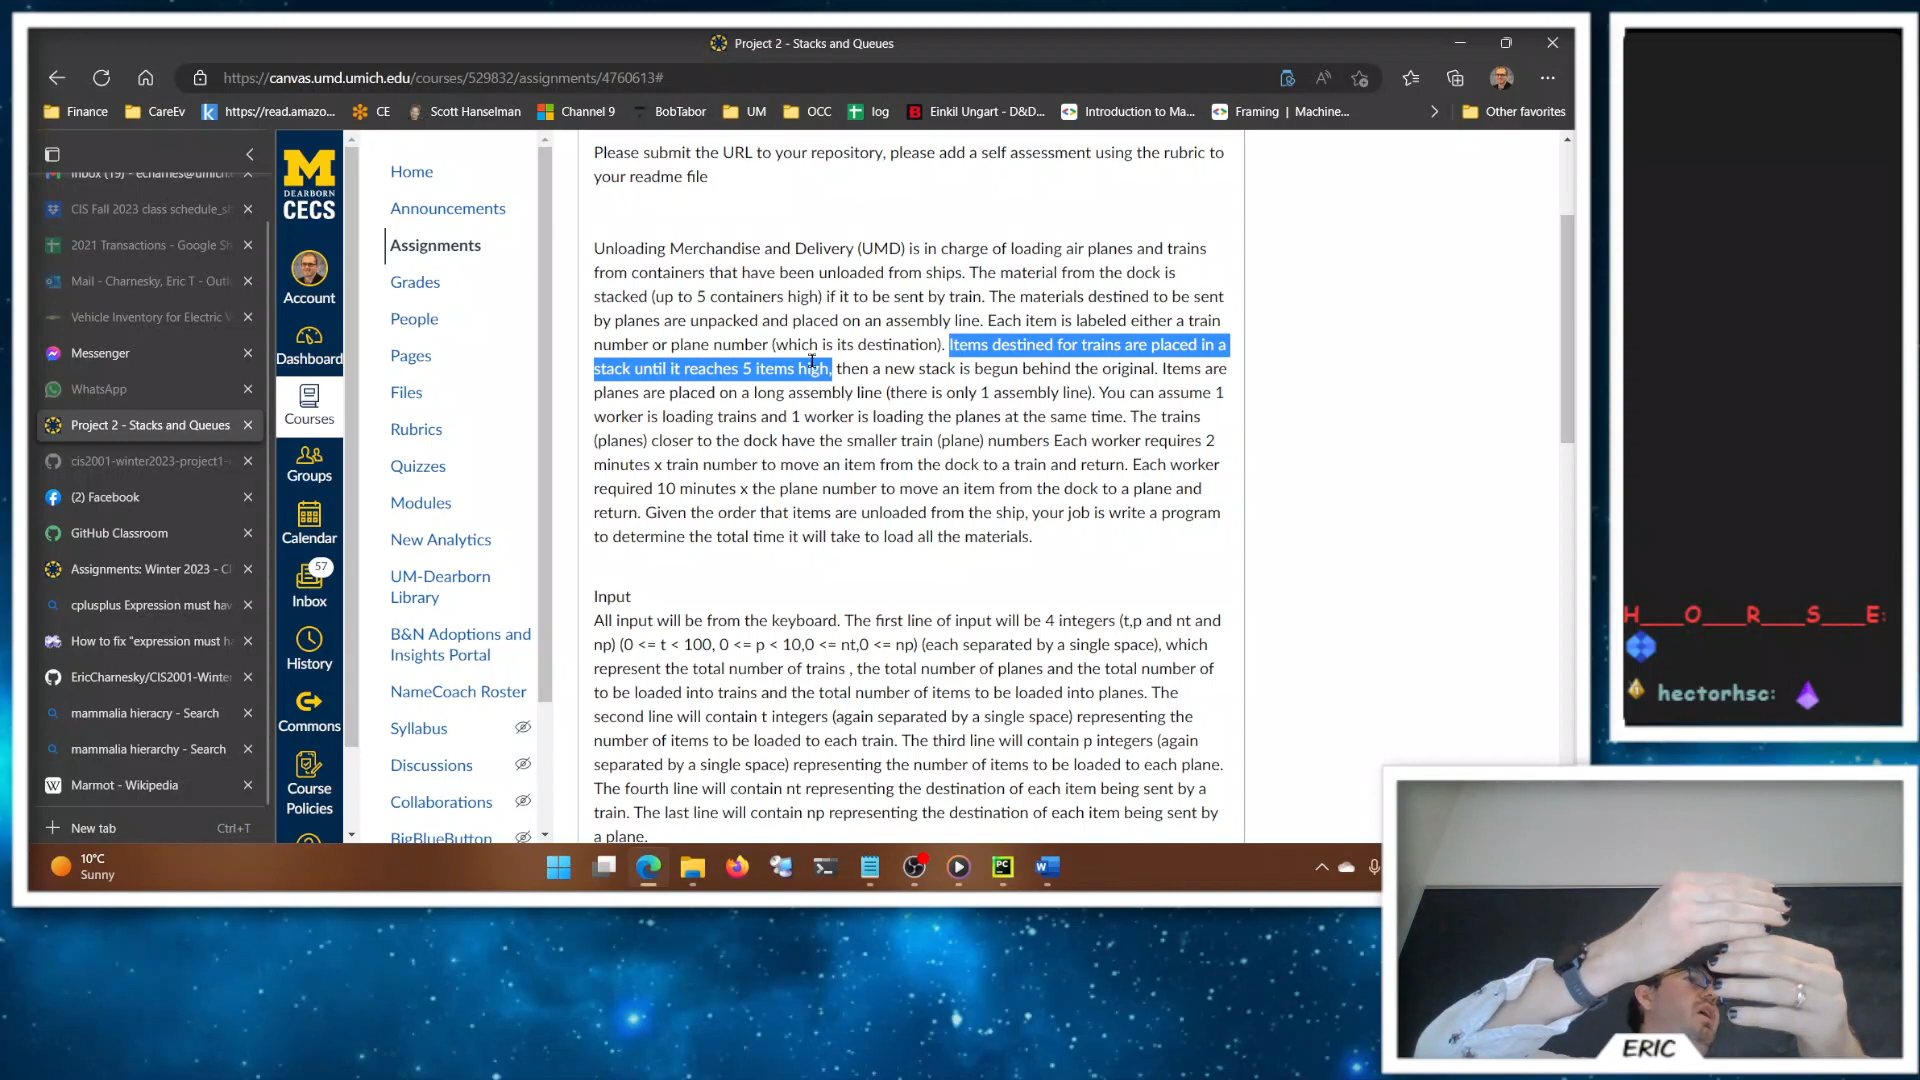 Project 2 - Stacks and Queues
https://canvas.umd.umich.edu/courses/529832/assignments/4760613#
Finance
CareEv
https://read.amazo...
CE
Scott Hanselman
Channel 9
BobTabor
UM
OCC
log
Einkil Ungart - D&D...
Introduction to Ma...
Framing | Machine...
Other favorites
Inbox (19) - echarnes@umich.
CIS Fall 2023 class schedule_s
2021 Transactions - Google Sh
Mail - Charnesky, Eric T - Outl
Vehicle Inventory for Electric
Messenger
WhatsApp
Project 2 - Stacks and Queues
cis2001-winter2023-project1-
(2) Facebook
GitHub Classroom
Assignments: Winter 2023 - CI
cplusplus Expression must hav
How to fix "expression must h
EricCharnesky/CIS2001-Winter
mammalia hieracry - Search
mammalia hierarchy - Search
Marmot - Wikipedia
New tab
Ctrl+T
M
DEARBORN
CECS
Account
Dashboard
Courses
Groups
Calendar
57
Inbox
History
Commons
Course
Policies
Home
Announcements
Assignments
Grades
People
Pages
Files
Rubrics
Quizzes
Modules
New Analytics
UM-Dearborn
Library
B&N Adoptions and
Insights Portal
NameCoach Roster
Syllabus
Discussions
Collaborations
BigBlueButton
Please submit the URL to your repository, please add a self assessment using the rubric to
your readme file
Unloading Merchandise and Delivery (UMD) is in charge of loading air planes and trains
from containers that have been unloaded from ships. The material from the dock is
stacked (up to 5 containers high) if it to be sent by train. The materials destined to be sent
by planes are unpacked and placed on an assembly line. Each item is labeled either a train
number or plane number (which is its destination). Items destined for trains are placed in a
stack until it reaches 5 items high, then a new stack is begun behind the original. Items are
planes are placed on a long assembly line (there is only 1 assembly line). You can assume 1
worker is loading trains and 1 worker is loading the planes at the same time. The trains
(planes) closer to the dock have the smaller train (plane) numbers Each worker requires 2
minutes x train number to move an item from the dock to a train and return. Each worker
required 10 minutes x the plane number to move an item from the dock to a plane and
return. Given the order that items are unloaded from the ship, your job is write a program
to determine the total time it will take to load all the materials.
Input
All input will be from the keyboard. The first line of input will be 4 integers (t,p and nt and
np) (0 <= t < 100, 0 <= p < 10,0 <= nt,0 <= np) (each separated by a single space), which
represent the total number of trains , the total number of planes and the total number of
to be loaded into trains and the total number of items to be loaded into planes. The
second line will contain t integers (again separated by a single space) representing the
number of items to be loaded to each train. The third line will contain p integers (again
separated by a single space) representing the number of items to be loaded to each plane.
The fourth line will contain nt representing the destination of each item being sent by a
train. The last line will contain np representing the destination of each item being sent by
a plane.
10°C
Sunny
H___O___R___S___E:
hectorhsc:
ERIC